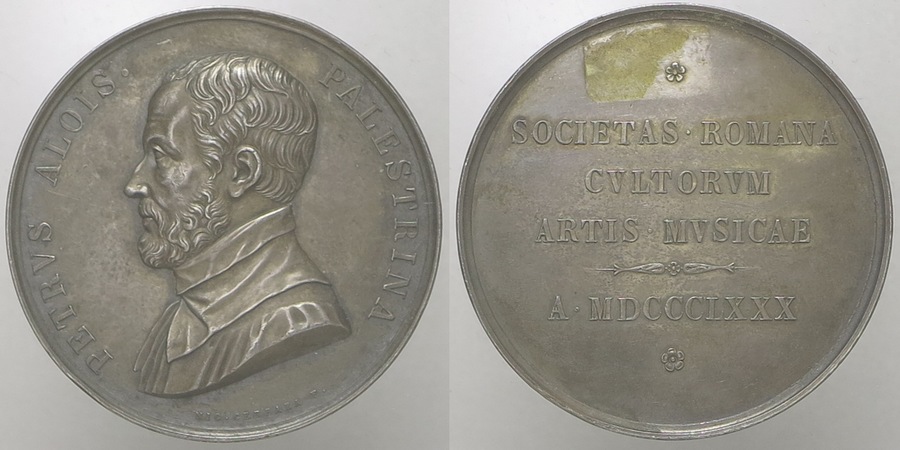 PETRVS ALOIS. PALESTRINA
SOCIETAS · ROMANA
CVLTORVM
ARTIS · MVSICAE
A · MDCCCLXXX